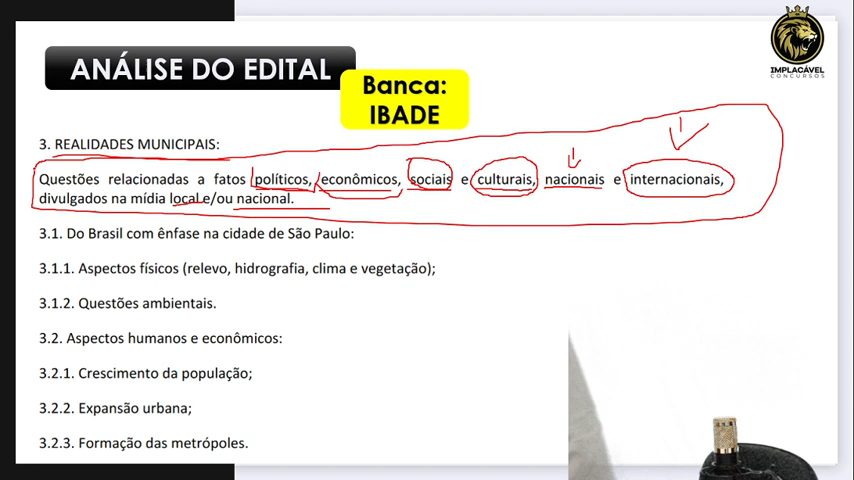 IMPLACÁVEL
CONCURSOS
ANÁLISE DO EDITAL
Banca:
IBADE
3. REALIDADES MUNICIPAIS:
Questões relacionadas a fatos políticos, econômicos, sociais e culturais, nacionais e internacionais,
divulgados na mídia local e/ou nacional.
3.1. Do Brasil com ênfase na cidade de São Paulo:
3.1.1. Aspectos físicos (relevo, hidrografia, clima e vegetação);
3.1.2. Questões ambientais.
3.2. Aspectos humanos e econômicos:
3.2.1. Crescimento da população;
3.2.2. Expansão urbana;
3.2.3. Formação das metrópoles.